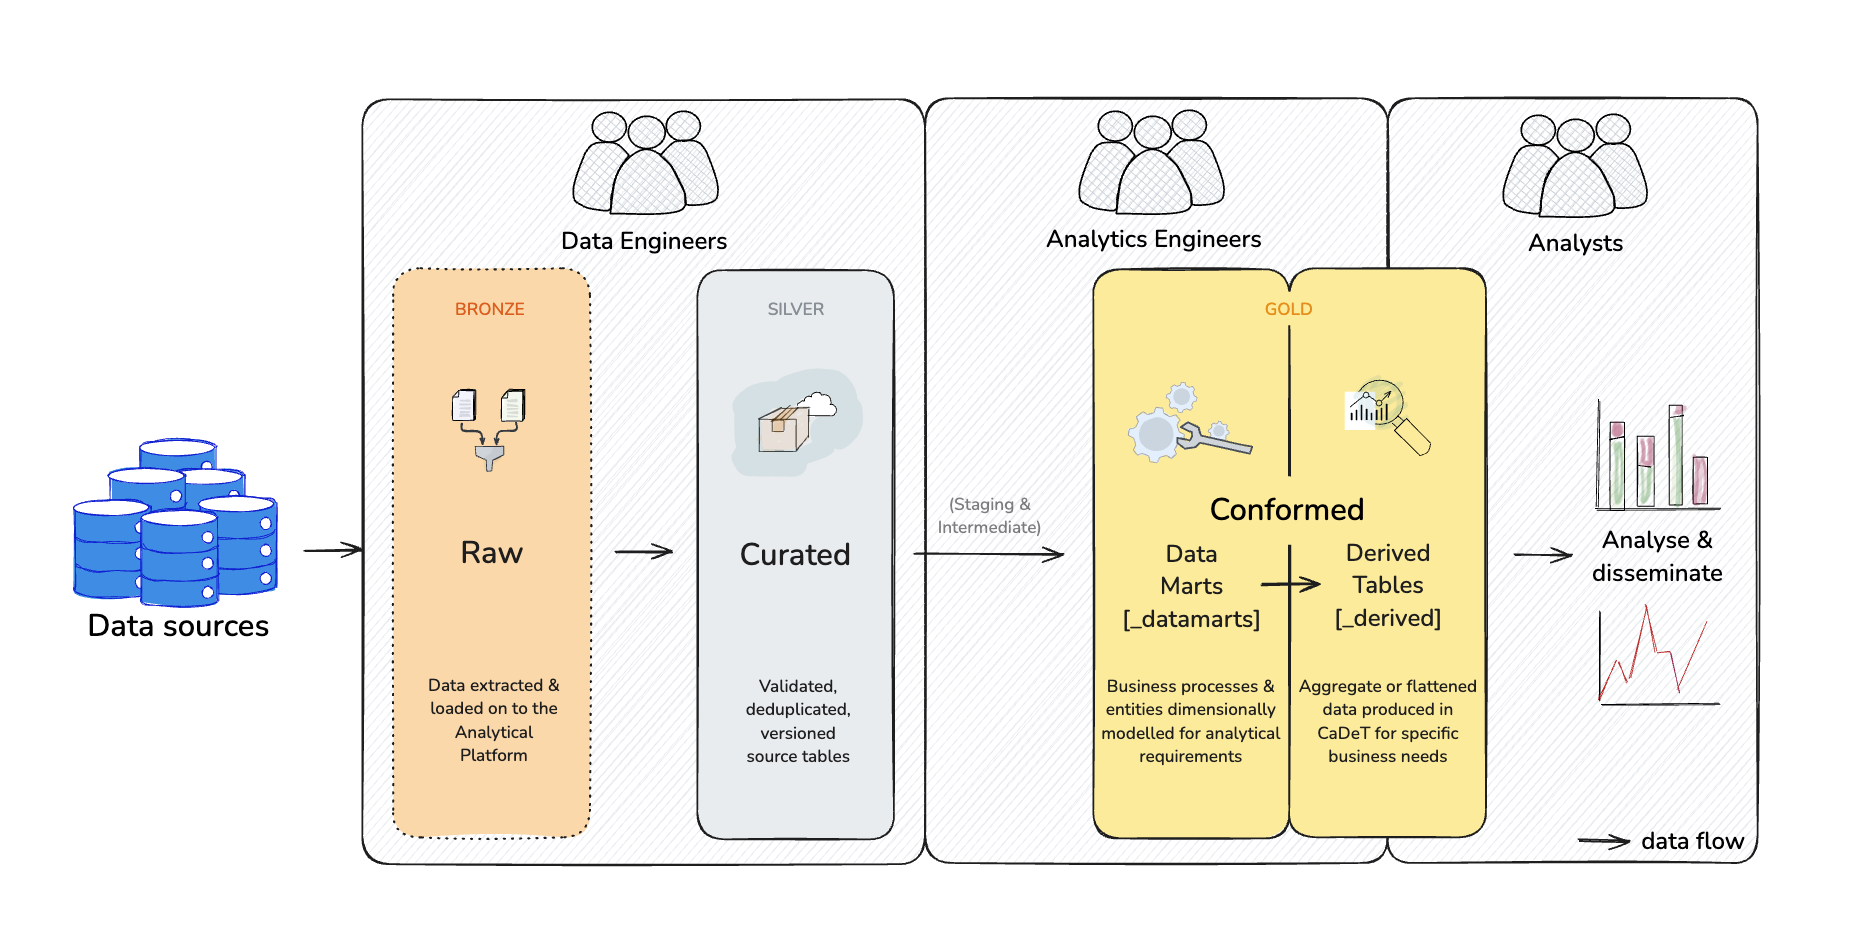 Data Engineers
Analytics Engineers
Analysts
BRONZE
SILVER
GOLD
Data sources
Raw
Data extracted &
loaded on to the
Analytical
Platform
Curated
Validated,
deduplicated,
versioned
source tables
(Staging &
Intermediate)
Conformed
Data
Marts
[_datamarts]
Business processes &
entities dimensionally
modelled for analytical
requirements
Derived
Tables
[_derived]
Aggregate or flattened
data produced in
CaDeT for specific
business needs
Analyse &
disseminate
data flow